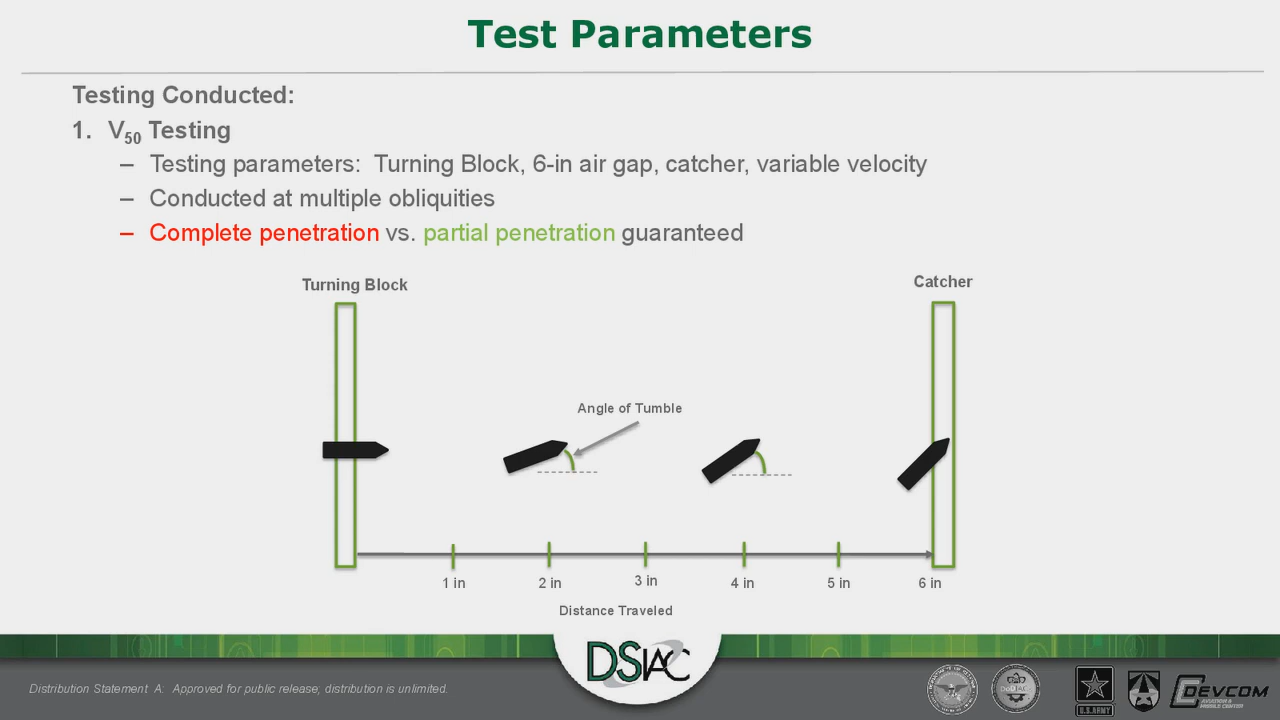 Test Parameters
Testing Conducted:
1. V50 Testing
– Testing parameters: Turning Block, 6-in air gap, catcher, variable velocity
– Conducted at multiple obliquities
– Complete penetration vs. partial penetration guaranteed
Turning Block
Catcher
Angle of Tumble
1 in 2 in 3 in 4 in 5 in 6 in
Distance Traveled
DSIAC
Distribution Statement A: Approved for public release; distribution is unlimited.
U.S. ARMY
DEVCOM
AVIATION &
MISSILE CENTER